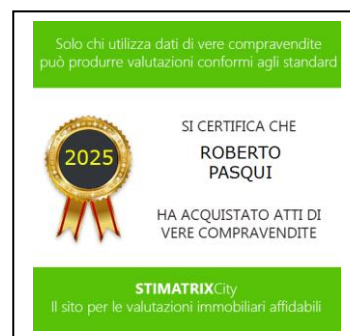 Solo chi utilizza dati di vere compravendite
può produrre valutazioni conformi agli standard
2025
SI CERTIFICA CHE
ROBERTO
PASQUI
HA ACQUISTATO ATTI DI
VERE COMPRAVENDITE
STIMATRIXCity
Il sito per le valutazioni immobiliari affidabili